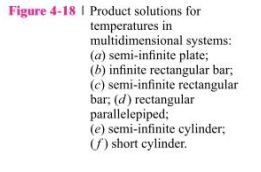 Figure 4-18 | Product solutions for
temperatures in
multidimensional systems:
(a) semi-infinite plate;
(b) infinite rectangular bar;
(c) semi-infinite rectangular
bar; (d) rectangular
parallelepiped;
(e) semi-infinite cylinder;
(f) short cylinder.